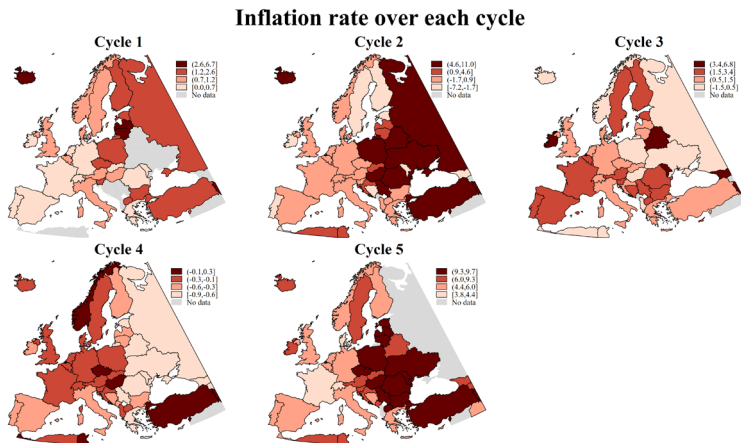 Inflation rate over each cycle
Cycle 1
(2.6,6.7]
(1.2,2.6]
(0.7,1.2]
[0.0,0.7]
No data
Cycle 2
(4.6,11.0]
(0.9,4.6]
(-1.7,0.9]
[-7.2,-1.7]
No data
Cycle 3
(3.4,6.8]
(1.5,3.4]
(0.5,1.5]
[-1.5,0.5]
No data
Cycle 4
(-0.1,0.3]
(-0.3,-0.1]
(-0.6,-0.3]
[-0.9,-0.6]
No data
Cycle 5
(9.3,9.7]
(6.0,9.3]
(4.4,6.0]
[3.8,4.4]
No data